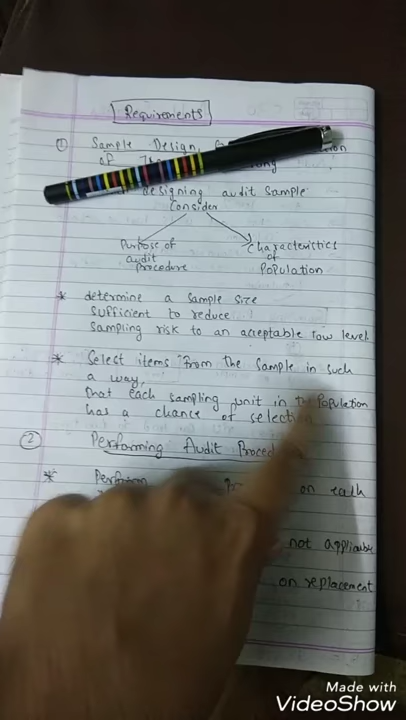 Requirements
① Sample Design,
of
designing audit sample
Consider
Purpose of
audit
procedure
Characteristics
of
Population
* determine a sample size
sufficient to reduce
sampling risk to an acceptable low level
* Select items from the sample in such
a way,
that each sampling unit in the Population
has a chance of selection
② Performing Audit
* Perform on each
not applicable
on replacement
Made with
VideoShow